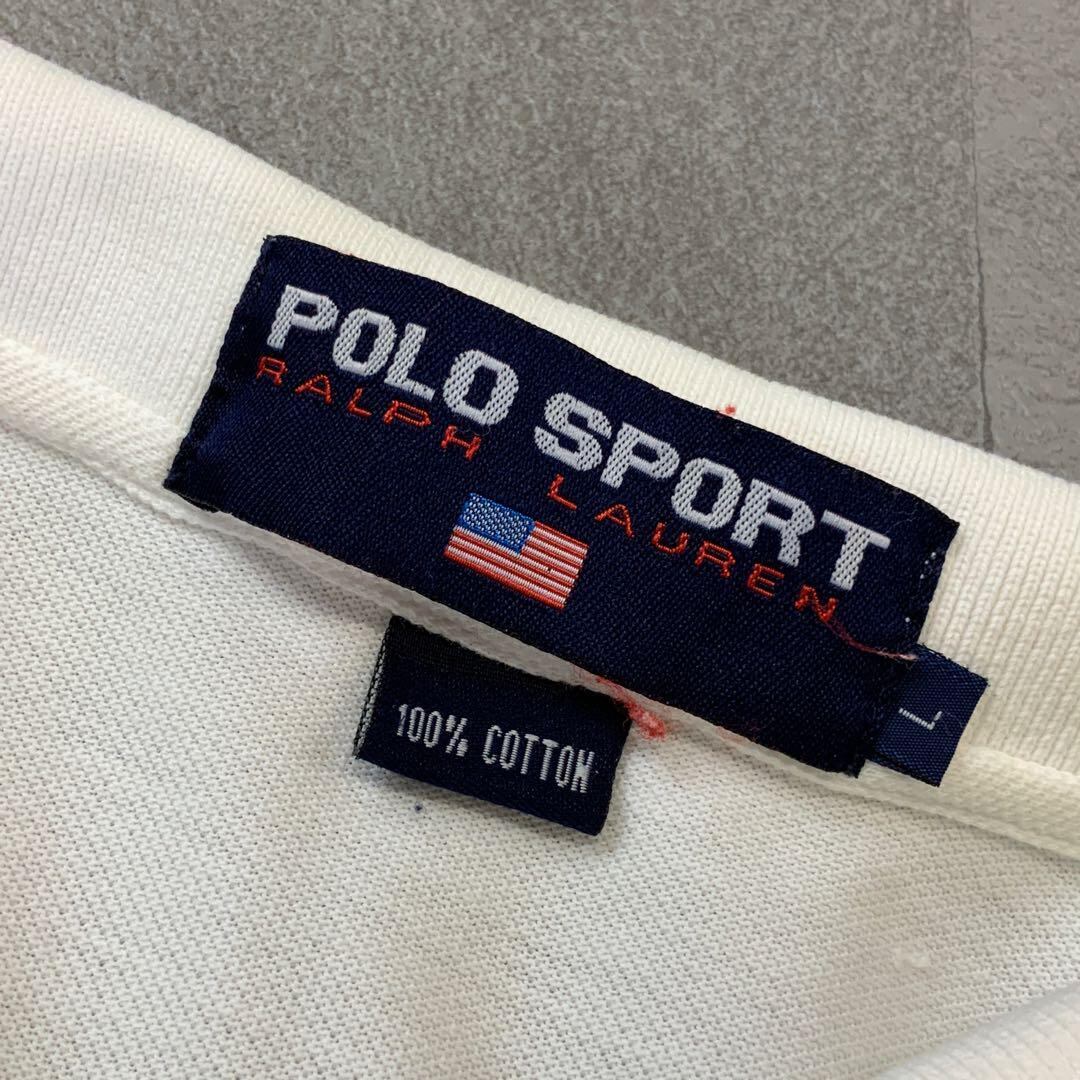 POLO SPORT
RALPH LAUREN
L
100% COTTON